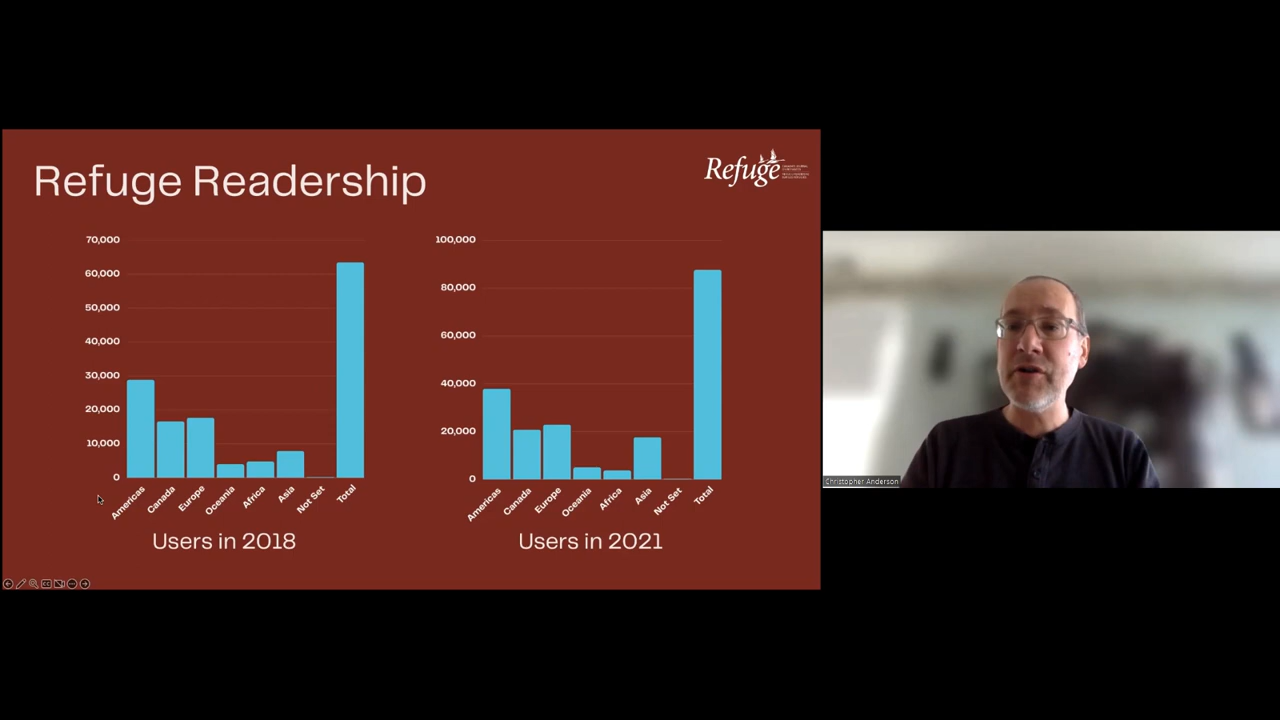 Refuge Readership
Refuge
70,000
60,000
50,000
40,000
30,000
20,000
10,000
0
Americas
Canada
Europe
Oceania
Africa
Asia
Not Set
Total
Users in 2018
100,000
80,000
60,000
40,000
20,000
0
Americas
Canada
Europe
Oceania
Africa
Asia
Not Set
Total
Users in 2021
Christopher Anderson